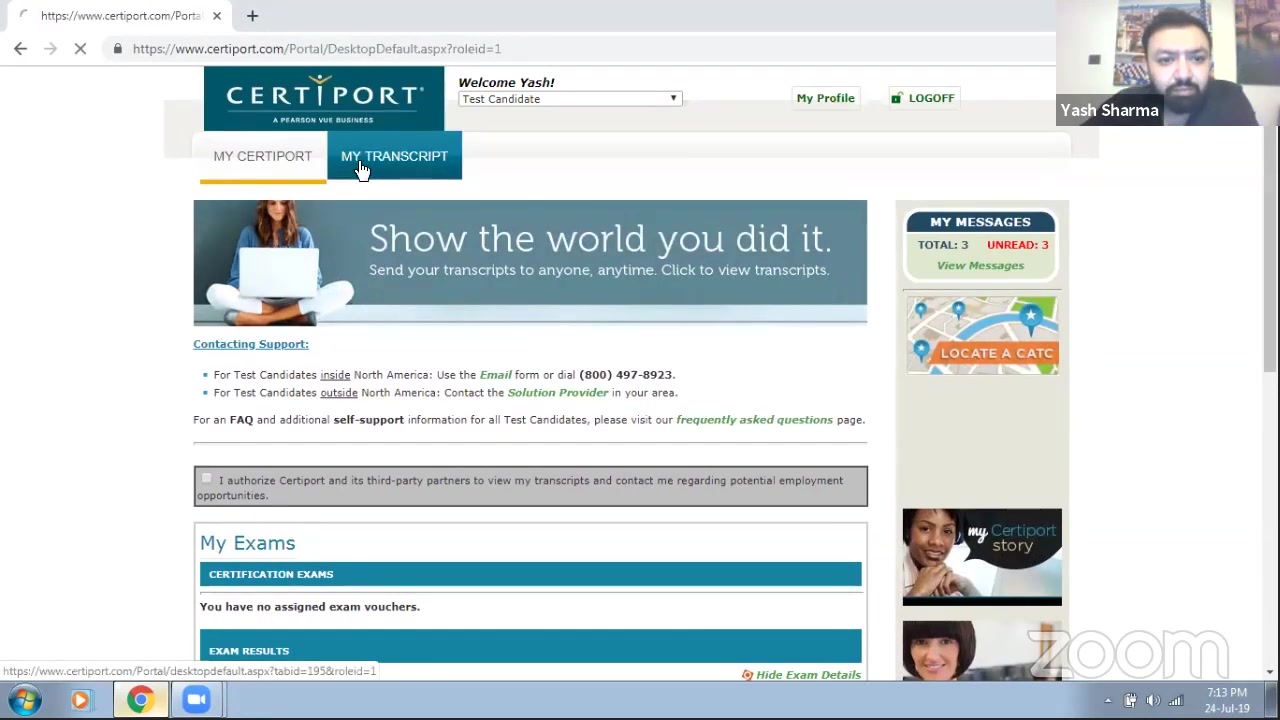 https://www.certiport.com/Porta
https://www.certiport.com/Portal/DesktopDefault.aspx?roleid=1
Yash Sharma
CERTIPORT®
A PEARSON VUE BUSINESS
Welcome Yash!
Test Candidate
My Profile
LOGOFF
MY CERTIPORT
MY TRANSCRIPT
Show the world you did it.
Send your transcripts to anyone, anytime. Click to view transcripts.
MY MESSAGES
TOTAL: 3 UNREAD: 3
View Messages
LOCATE A CATC
Contacting Support:
For Test Candidates inside North America: Use the Email form or dial (800) 497-8923.
For Test Candidates outside North America: Contact the Solution Provider in your area.
For an FAQ and additional self-support information for all Test Candidates, please visit our frequently asked questions page.
I authorize Certiport and its third-party partners to view my transcripts and contact me regarding potential employment
opportunities.
my Certiport
story
My Exams
CERTIFICATION EXAMS
You have no assigned exam vouchers.
EXAM RESULTS
Hide Exam Details
zoom
https://www.certiport.com/Portal/desktopdefault.aspx?tabid=195&roleid=1
7:13 PM
24-Jul-19